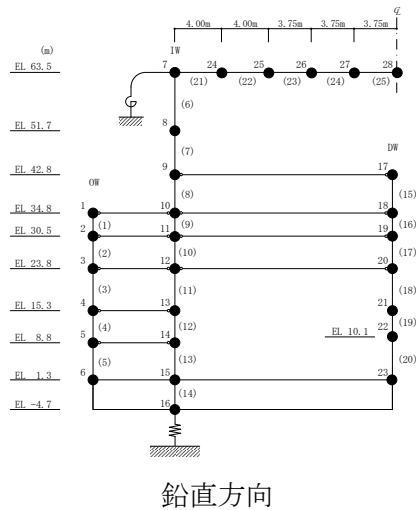 ℄
4.00m 4.00m 3.75m 3.75m 3.75m
(m) IW
EL 63.5 7 24 25 26 27 28
(21) (22) (23) (24) (25)
(6)
EL 51.7 8
(7)
EL 42.8 9 17
OW DW
(8) (15)
EL 34.8 1 10 18
(1) (9) (16)
EL 30.5 2 11 19
(2) (10) (17)
EL 23.8 3 12 20
(3) (11) (18)
EL 15.3 4 13 21
(4) (12) (19)
EL 8.8 5 14 EL 10.1 22
(5) (13) (20)
EL 1.3 6 15 23
(14)
EL -4.7 16
鉛直方向